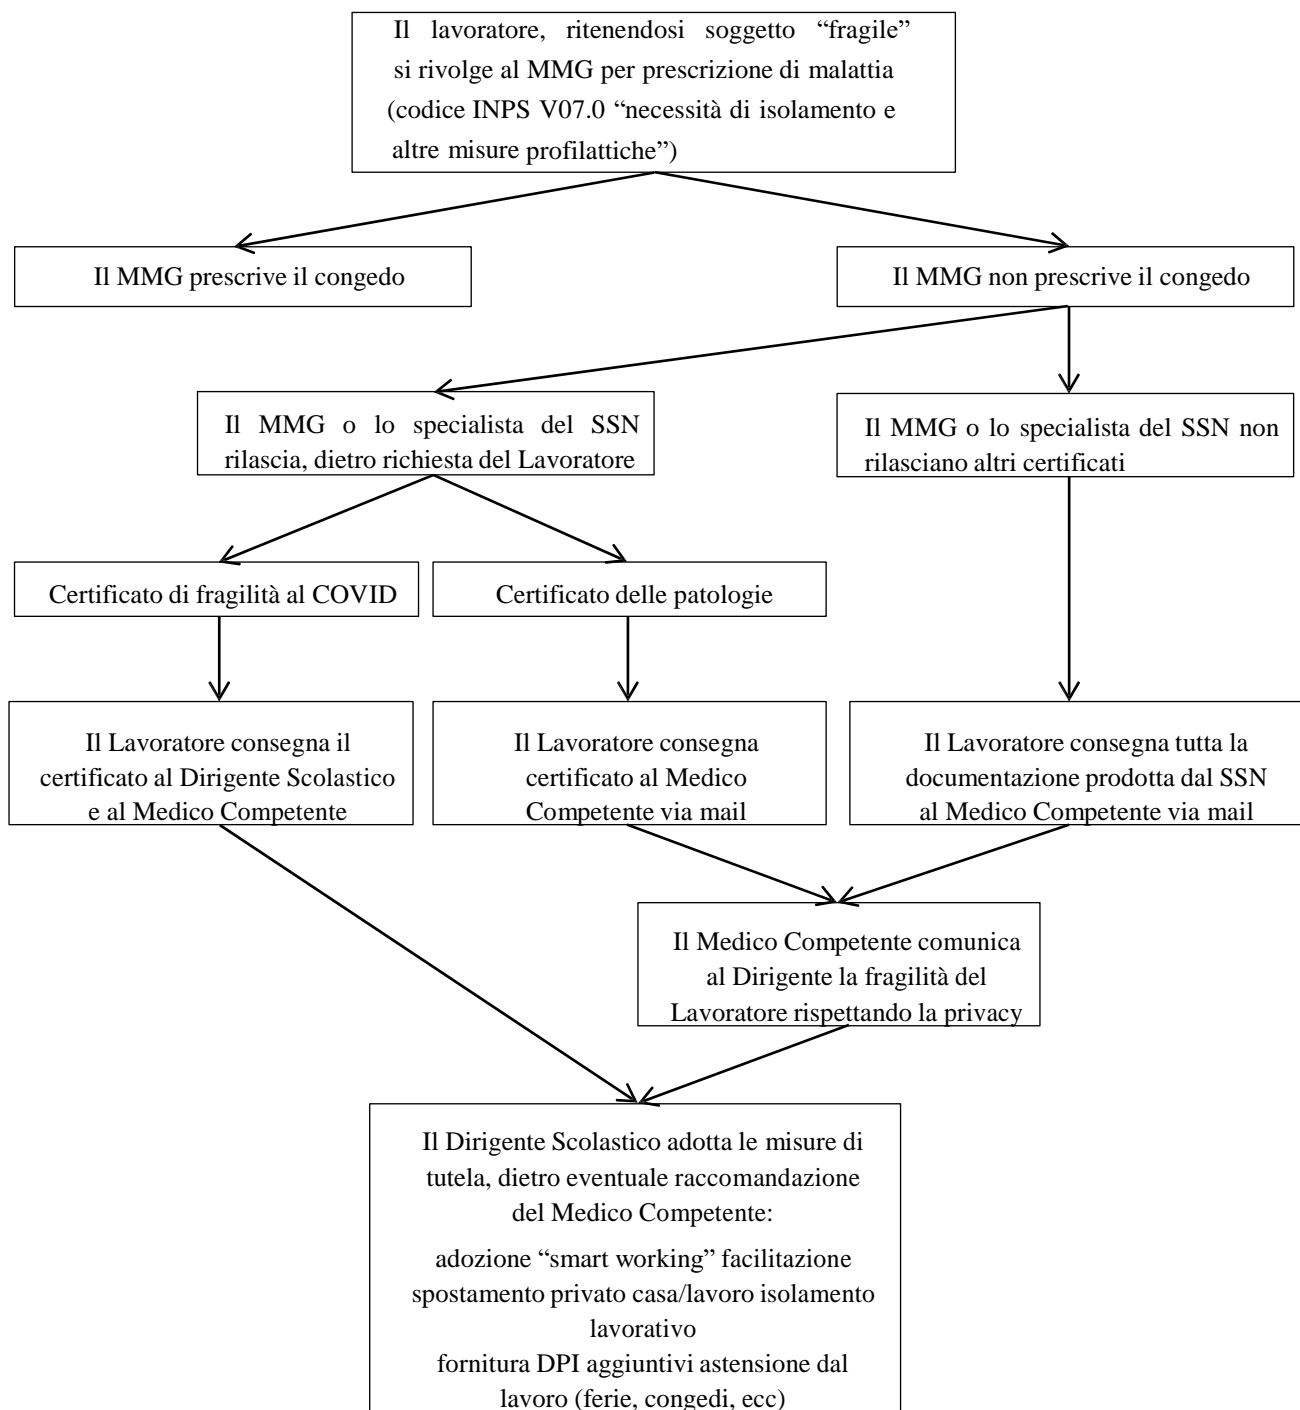 Il lavoratore, ritenendosi soggetto “fragile”
si rivolge al MMG per prescrizione di malattia
(codice INPS V07.0 “necessità di isolamento e
altre misure profilattiche”)
Il MMG prescrive il congedo
Il MMG non prescrive il congedo
Il MMG o lo specialista del SSN
rilascia, dietro richiesta del Lavoratore
Il MMG o lo specialista del SSN non
rilasciano altri certificati
Certificato di fragilità al COVID
Certificato delle patologie
Il Lavoratore consegna il
certificato al Dirigente Scolastico
e al Medico Competente
Il Lavoratore consegna
certificato al Medico
Competente via mail
Il Lavoratore consegna tutta la
documentazione prodotta dal SSN
al Medico Competente via mail
Il Medico Competente comunica
al Dirigente la fragilità del
Lavoratore rispettando la privacy
Il Dirigente Scolastico adotta le misure di
tutela, dietro eventuale raccomandazione
del Medico Competente:
adozione “smart working” facilitazione
spostamento privato casa/lavoro isolamento
lavorativo
fornitura DPI aggiuntivi astensione dal
lavoro (ferie, congedi, ecc)